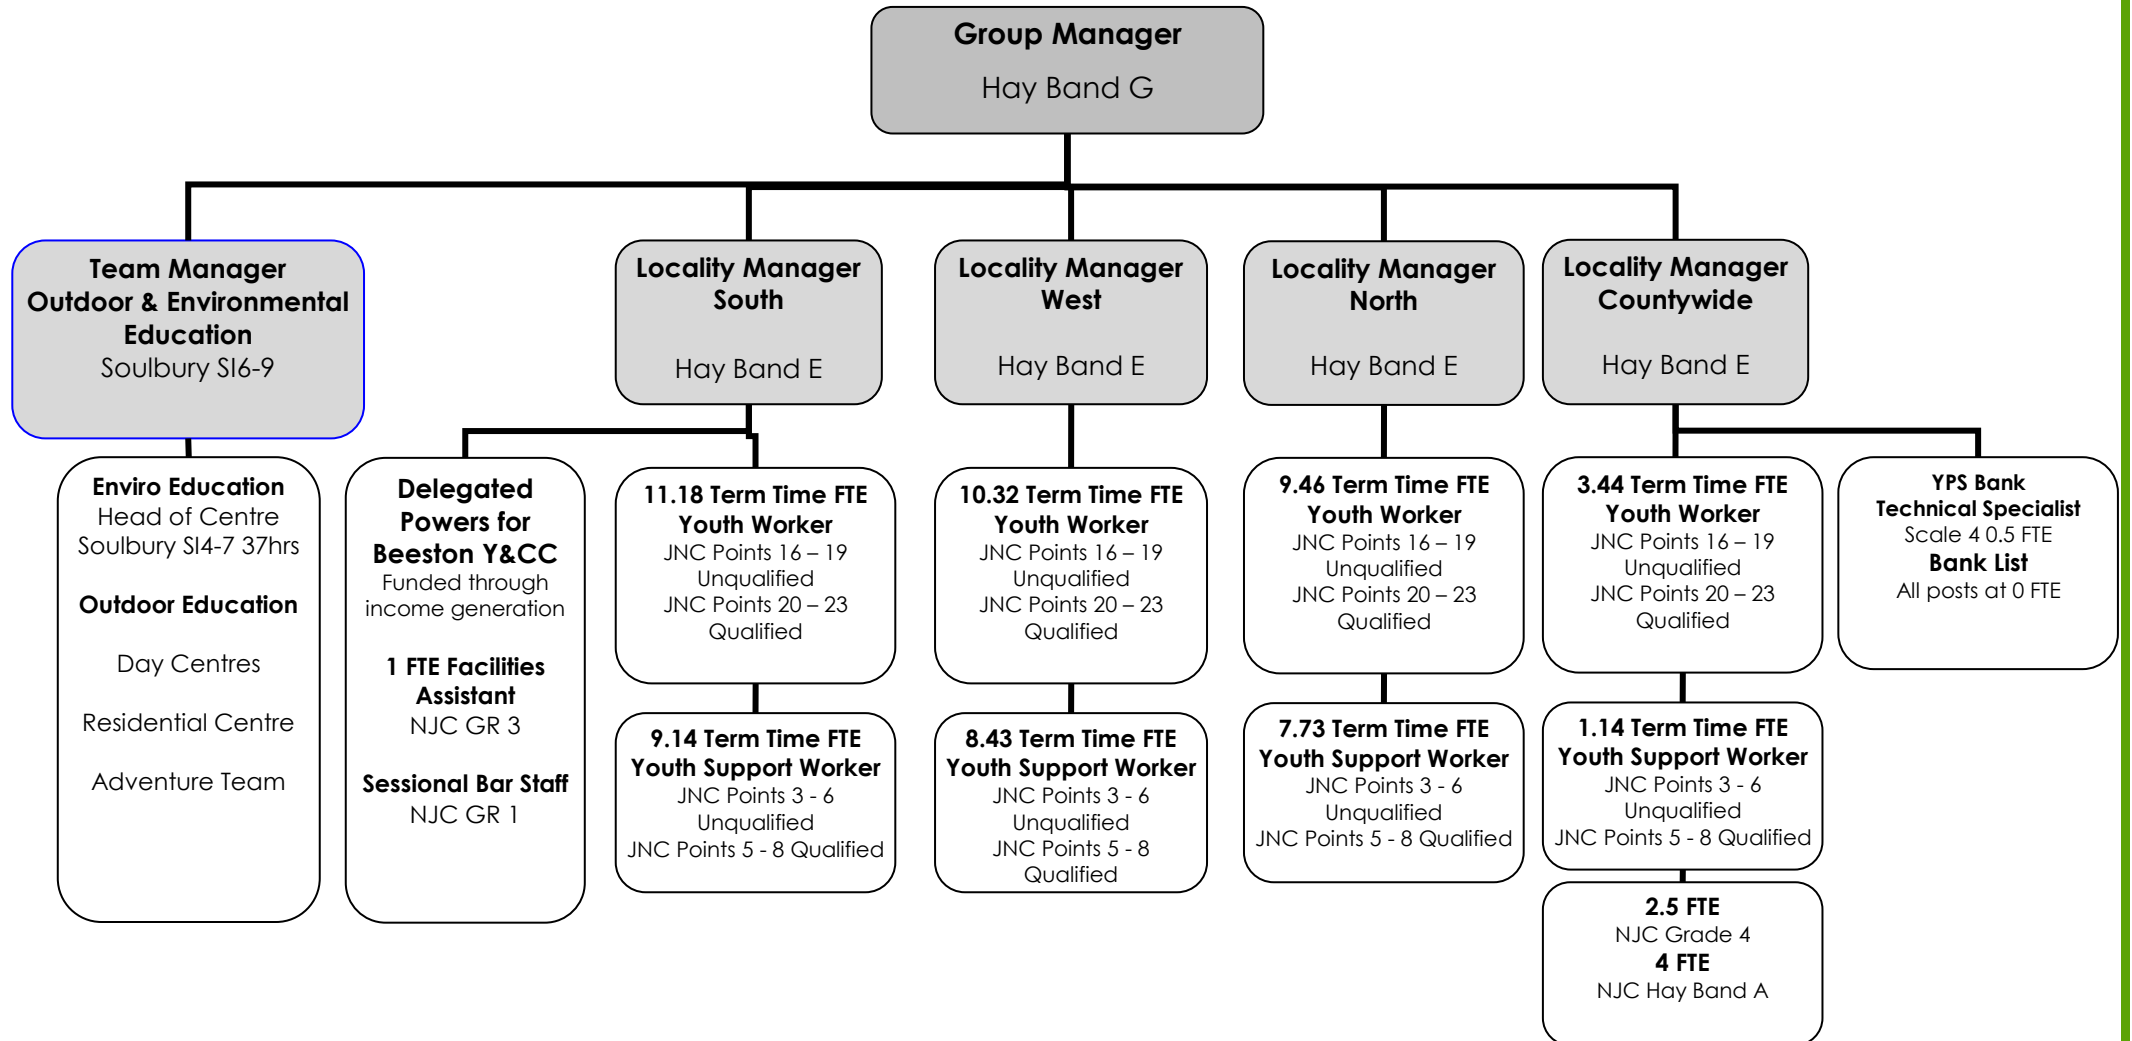 Group Manager
Hay Band G
Team Manager
Outdoor & Environmental
Education
Soulbury SI6-9
Locality Manager
South
Hay Band E
Locality Manager
West
Hay Band E
Locality Manager
North
Hay Band E
Locality Manager
Countywide
Hay Band E
Enviro Education
Head of Centre
Soulbury SI4-7 37hrs
Outdoor Education
Day Centres
Residential Centre
Adventure Team
Delegated
Powers for
Beeston Y&CC
Funded through
income generation
1 FTE Facilities
Assistant
NJC GR 3
Sessional Bar Staff
NJC GR 1
11.18 Term Time FTE
Youth Worker
JNC Points 16 – 19
Unqualified
JNC Points 20 – 23
Qualified
9.14 Term Time FTE
Youth Support Worker
JNC Points 3 - 6
Unqualified
JNC Points 5 - 8 Qualified
10.32 Term Time FTE
Youth Worker
JNC Points 16 – 19
Unqualified
JNC Points 20 – 23
Qualified
8.43 Term Time FTE
Youth Support Worker
JNC Points 3 - 6
Unqualified
JNC Points 5 - 8
Qualified
9.46 Term Time FTE
Youth Worker
JNC Points 16 – 19
Unqualified
JNC Points 20 – 23
Qualified
7.73 Term Time FTE
Youth Support Worker
JNC Points 3 - 6
Unqualified
JNC Points 5 - 8 Qualified
3.44 Term Time FTE
Youth Worker
JNC Points 16 – 19
Unqualified
JNC Points 20 – 23
Qualified
1.14 Term Time FTE
Youth Support Worker
JNC Points 3 - 6
Unqualified
JNC Points 5 - 8 Qualified
2.5 FTE
NJC Grade 4
4 FTE
NJC Hay Band A
YPS Bank
Technical Specialist
Scale 4 0.5 FTE
Bank List
All posts at 0 FTE